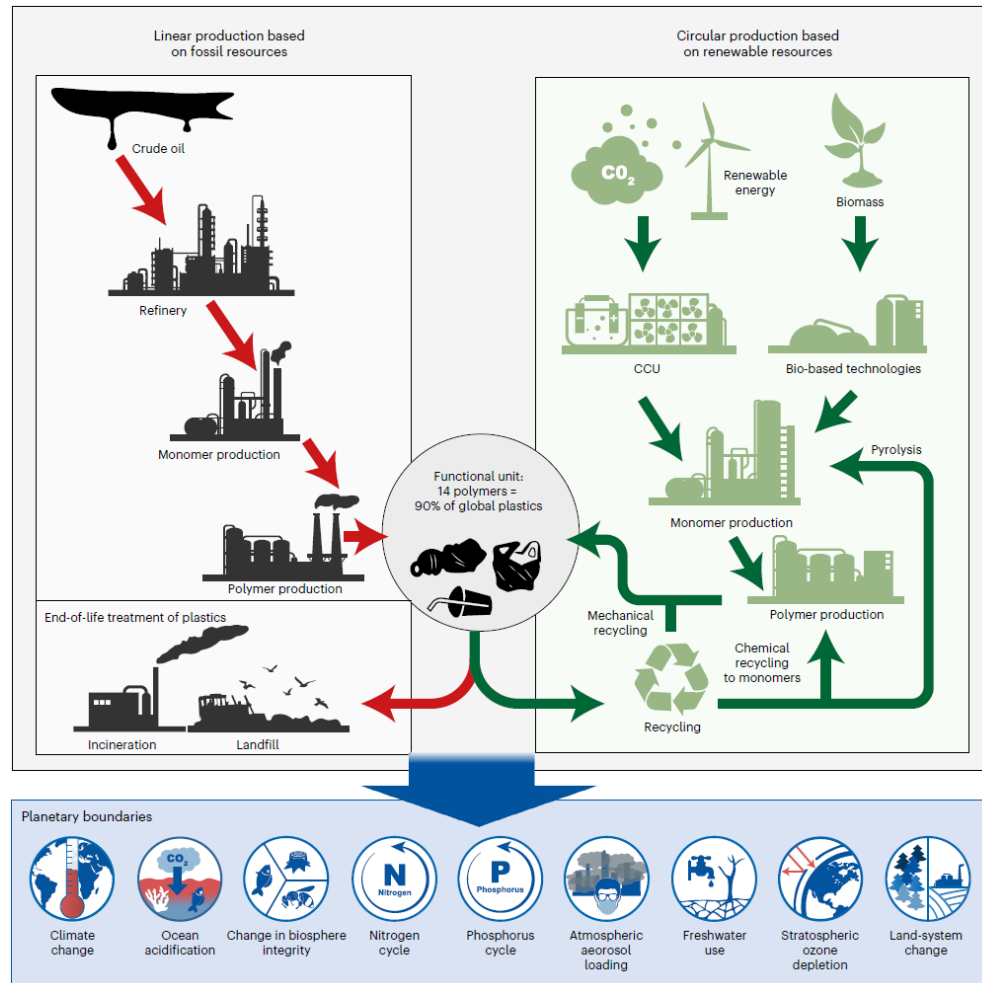 Linear production based
on fossil resources
Circular production based
on renewable resources
Crude oil
Refinery
Monomer production
Polymer production
End-of-life treatment of plastics
Incineration
Landfill
Functional unit:
14 polymers =
90% of global plastics
CO₂
Renewable
energy
Biomass
CCU
Bio-based technologies
Pyrolysis
Monomer production
Polymer production
Mechanical
recycling
Chemical
recycling
to monomers
Recycling
Planetary boundaries
CO₂
N
Nitrogen
P
Phosphorus
Climate
change
Ocean
acidification
Change in biosphere
integrity
Nitrogen
cycle
Phosphorus
cycle
Atmospheric
aeorosol
loading
Freshwater
use
Stratospheric
ozone
depletion
Land-system
change